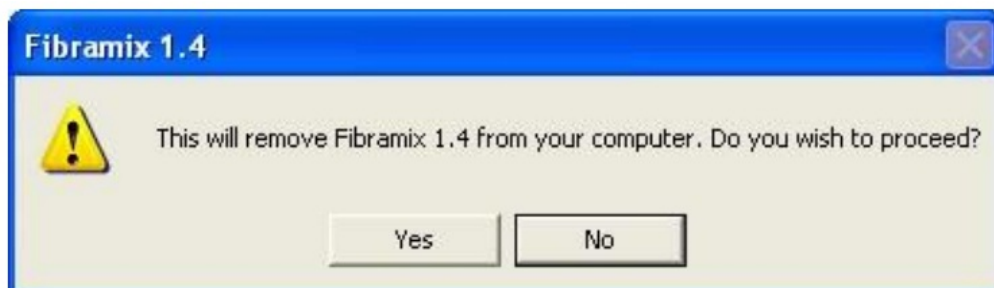 Fibramix 1.4
This will remove Fibramix 1.4 from your computer. Do you wish to proceed?
Yes
No